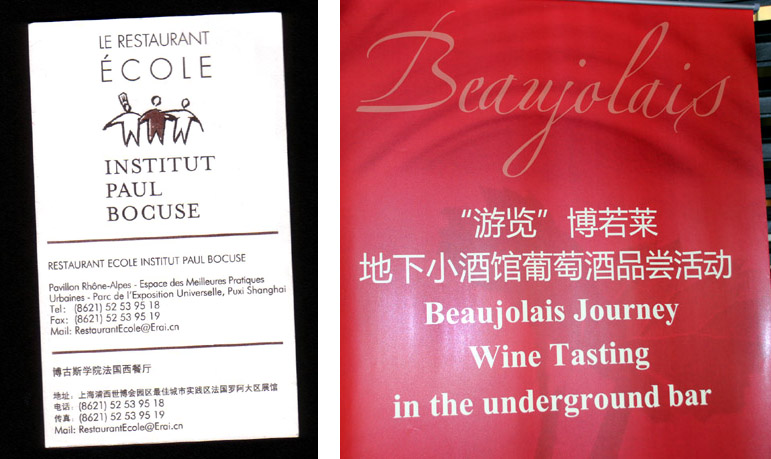 LE RESTAURANT
ÉCOLE
INSTITUT
PAUL
BOCUSE
RESTAURANT ECOLE INSTITUT PAUL BOCUSE
Pavillon Rhône-Alpes - Espace des Meilleures Pratiques
Urbaines - Parc de l'Exposition Universelle, Puxi Shanghai
Tel: (8621) 52 53 95 18
Fax: (8621) 52 53 95 19
Mail: RestaurantEcole@Erai.cn
博古斯学院法国西餐厅
地址: 上海浦西世博会园区最佳城市实践区法国罗阿大区展馆
电话: (8621) 52 53 95 18
传真: (8621) 52 53 95 19
Mail: RestaurantEcole@Erai.cn
Beaujolais
“游览”博若莱
地下小酒馆葡萄酒品尝活动
Beaujolais Journey
Wine Tasting
in the underground bar